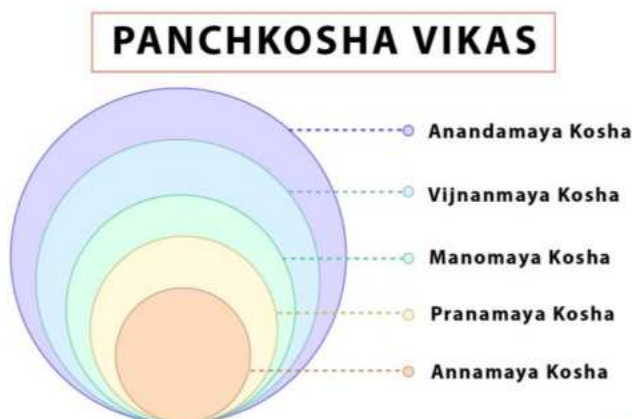 PANCHKOSHA VIKAS
Anandamaya Kosha
Vijnanmaya Kosha
Manomaya Kosha
Pranamaya Kosha
Annamaya Kosha